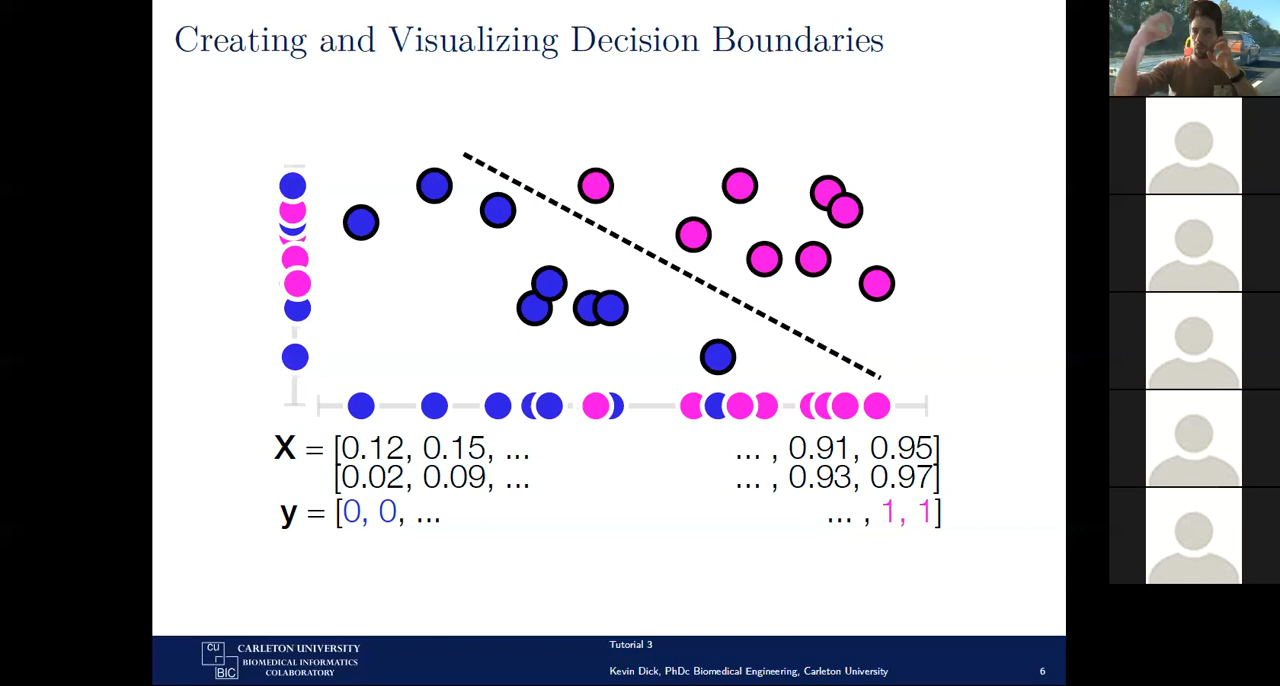 Creating and Visualizing Decision Boundaries
X = [0.12, 0.15, ... ... , 0.91, 0.95]
[0.02, 0.09, ... ... , 0.93, 0.97]
y = [0, 0, ... ... , 1, 1]
CU BIC
CARLETON UNIVERSITY
BIOMEDICAL INFORMATICS
COLABORATORY
Tutorial 3
Kevin Dick, PhDc Biomedical Engineering, Carleton University
6